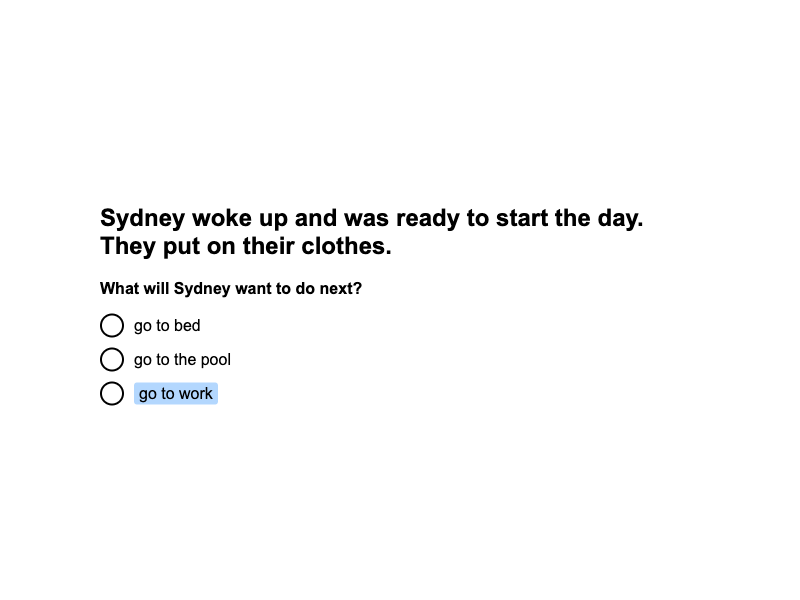 Sydney woke up and was ready to start the day.
They put on their clothes.
What will Sydney want to do next?
go to bed
go to the pool
go to work